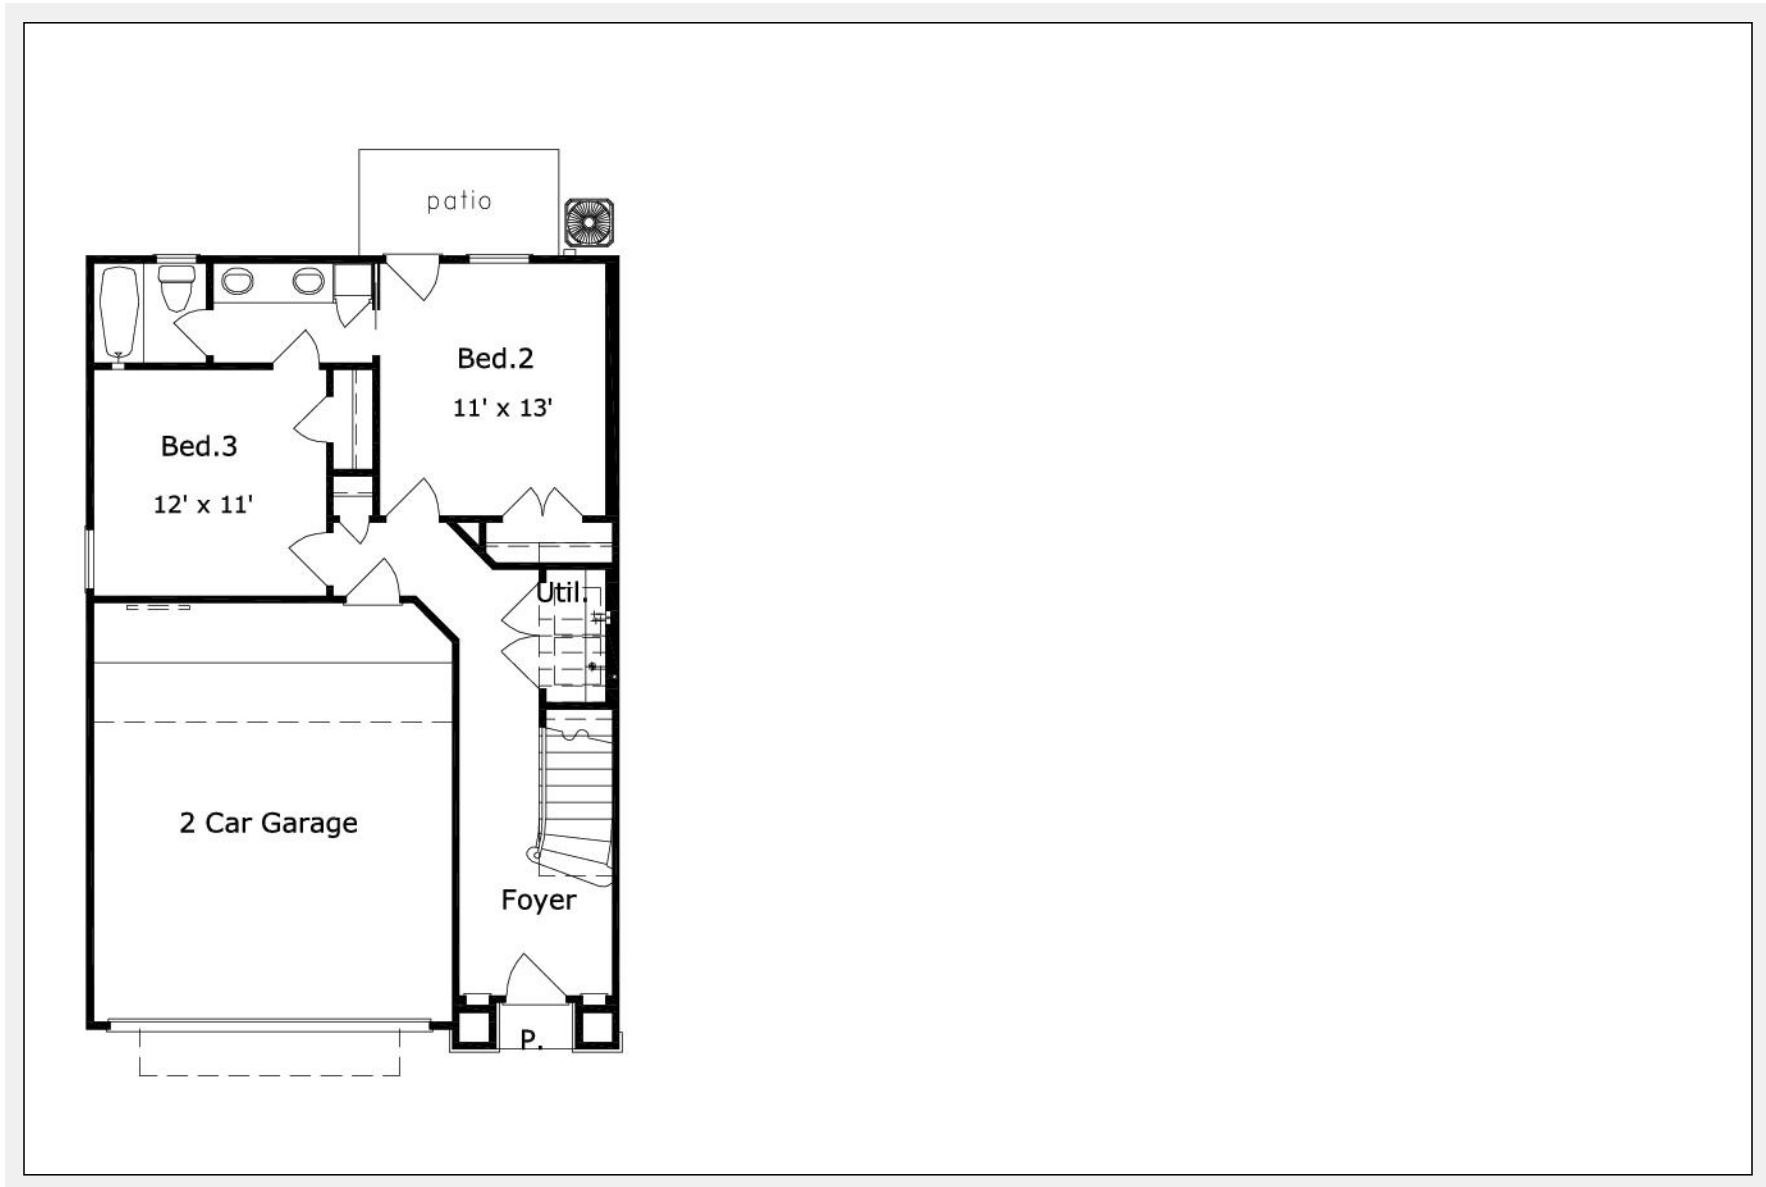 patio
Bed.2
11' x 13'
Bed.3
12' x 11'
Util.
2 Car Garage
Foyer
P.